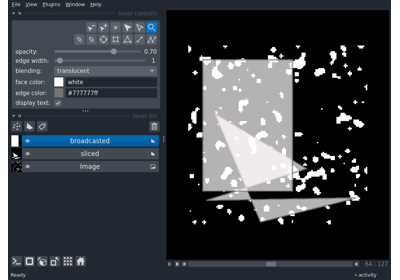 File View Plugins Window Help
layer controls
opacity: 0.70
edge width: 1
blending: translucent
face color: white
edge color: #777777ff
display text:
layer list
broadcasted
sliced
Image
64 127
Ready activity